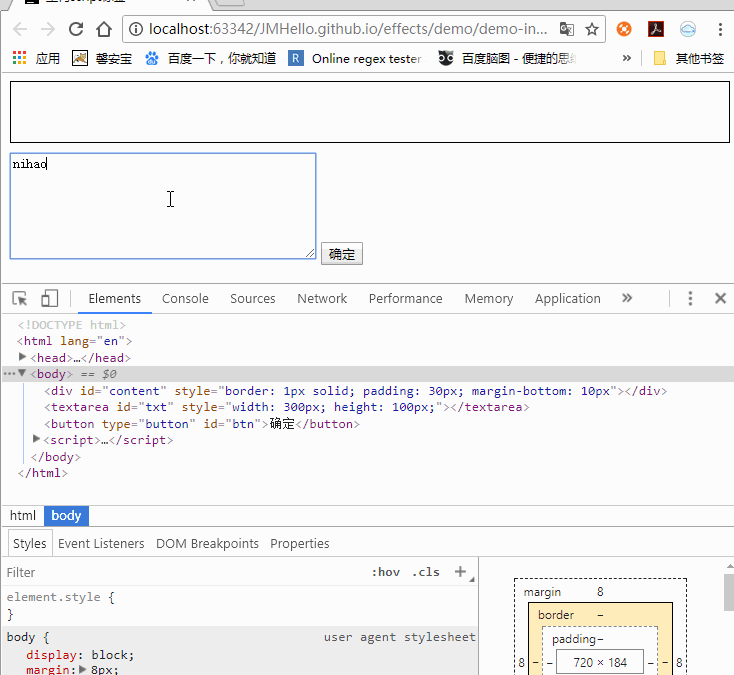 localhost:63342/JMHello.github.io/effects/demo/demo-in...
应用 馨安宝 百度一下，你就知道 R Online regex tester 百度脑图 - 便捷的思 » 其他书签
nihao
确定
Elements Console Sources Network Performance Memory Application »
<!DOCTYPE html>
<html lang="en">
<head>…</head>
<body> == $0
<div id="content" style="border: 1px solid; padding: 30px; margin-bottom: 10px"></div>
<textarea id="txt" style="width: 300px; height: 100px;"></textarea>
<button type="button" id="btn">确定</button>
<script>…</script>
</body>
</html>
html body
Styles Event Listeners DOM Breakpoints Properties
Filter :hov .cls +
element.style {
}
body { user agent stylesheet
display: block;
margin: 8px;
margin 8
border –
padding –
8 – – 720 × 184 – – 8